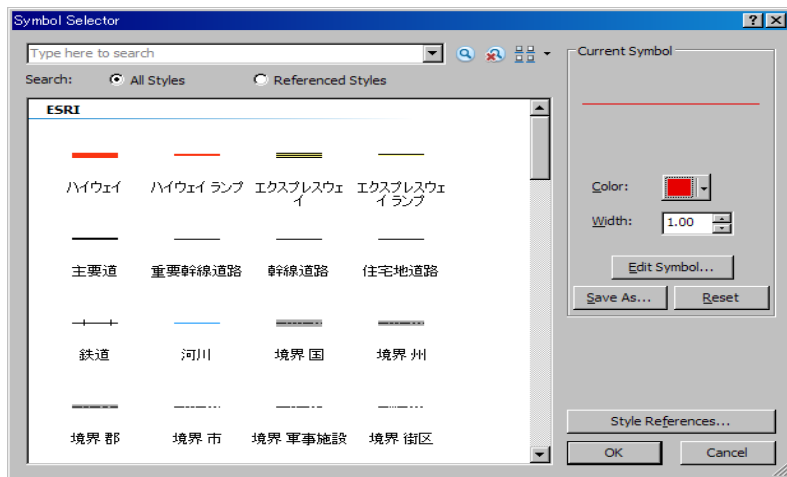 Symbol Selector
Type here to search
Search: All Styles Referenced Styles
ESRI
ハイウェイ ハイウェイ ランプ エクスプレスウェイ エクスプレスウェイ ランプ
主要道 重要幹線道路 幹線道路 住宅地道路
鉄道 河川 境界 国 境界 州
境界 郡 境界 市 境界 軍事施設 境界 街区
Current Symbol
Color:
Width: 1.00
Edit Symbol...
Save As... Reset
Style References...
OK Cancel